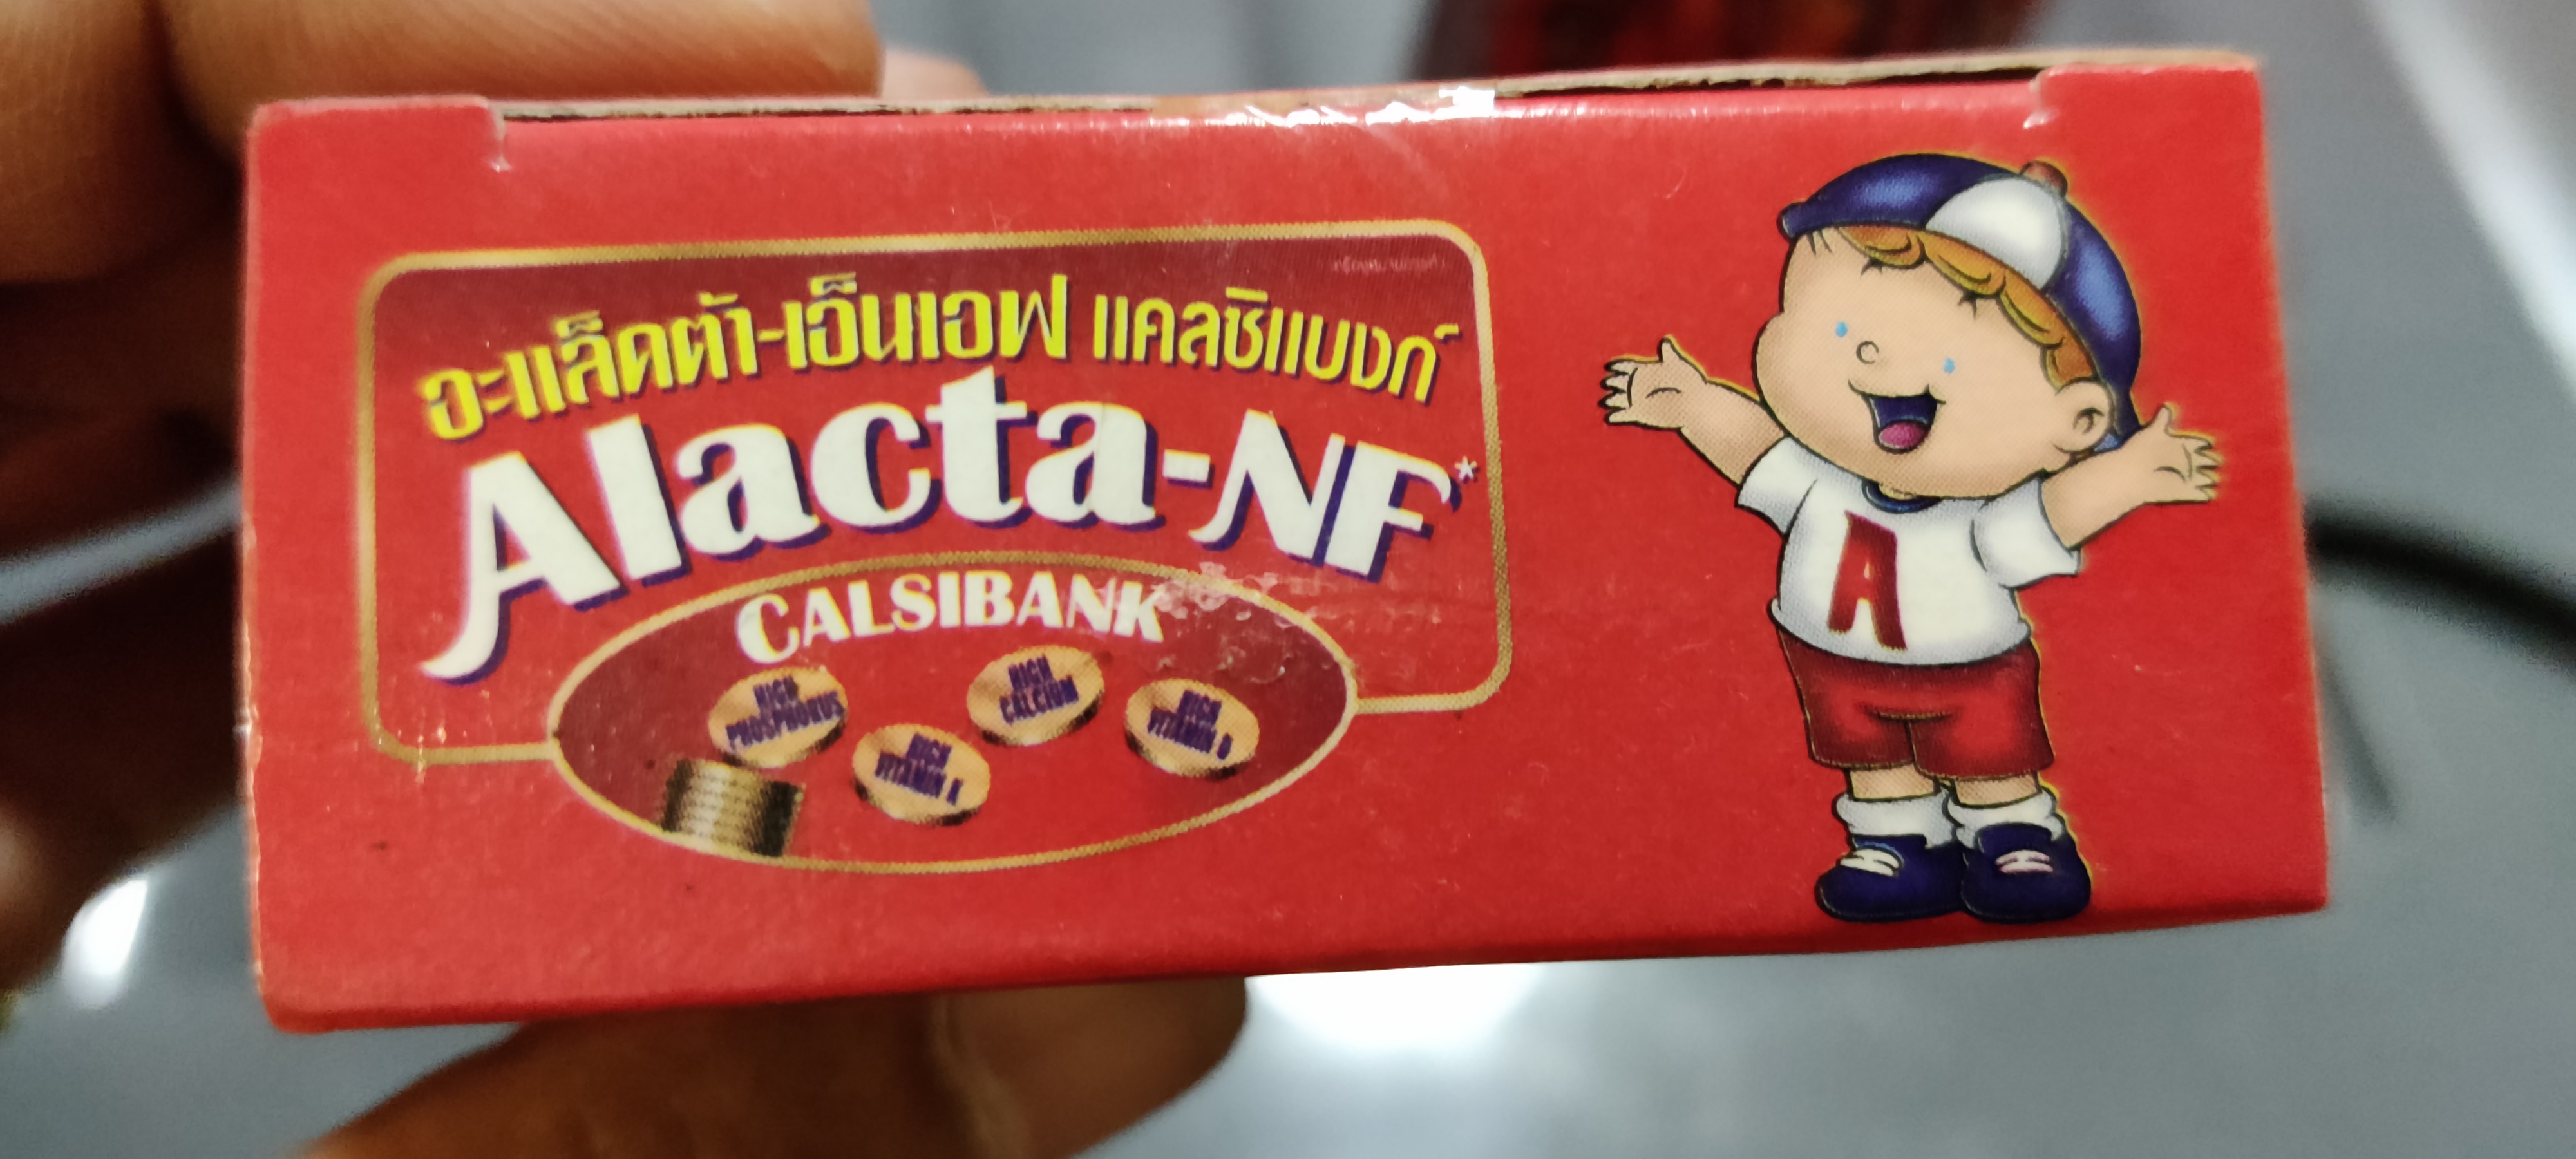 อะแล็คต้า-เอ็นเอฟ แคลซิแบงก์
Alacta-NF*
CALSIBANK
HIGH
PHOSPHORUS
HIGH
CALCIUM
HIGH
VITAMIN K
HIGH
VITAMIN D
A